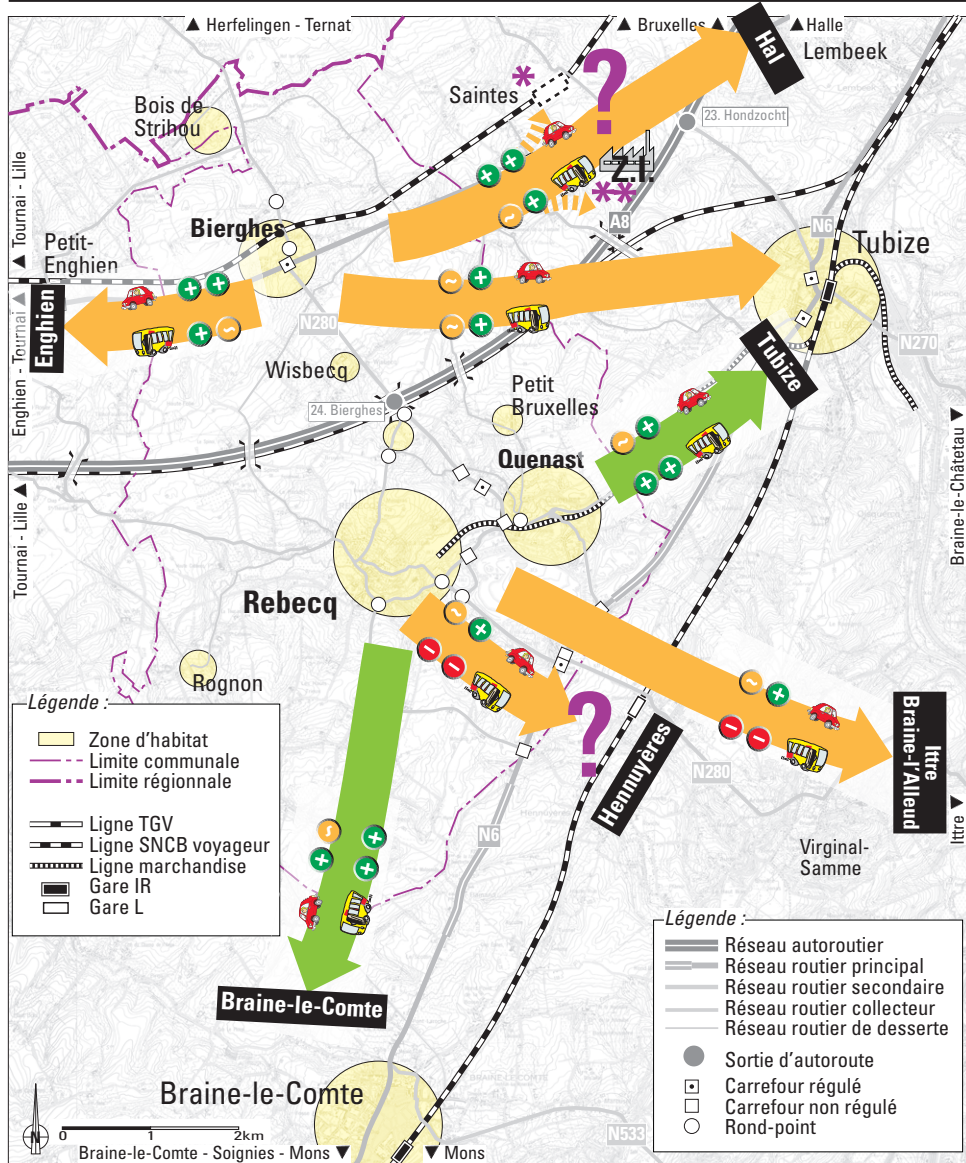 ▲ Herfelingen - Ternat
▲ Bruxelles ▲
▲ Halle
Hal
Lembeek
Bois de
Strihou
Saintes
*
?
23. Hondzocht
Z.I.
**
A8
▲ Tournai - Lille
Petit-
Enghien
Bierghes
N6
Tubize
Enghien
Enghien - Tournai ▲
N280
N270
Wisbecq
24. Bierghes
Petit
Bruxelles
Tubize
Quenast
Tournai - Lille ▲
Braine-le-Châtetau ▼
Rebecq
Rognon
?
Hennuyères
N280
Ittre
Braine-l'Alleud
Ittre ▼
Virginal-
Samme
N6
Légende :
Zone d'habitat
Limite communale
Limite régionnale
Ligne TGV
Ligne SNCB voyageur
Ligne marchandise
Gare IR
Gare L
Braine-le-Comte
Légende :
Réseau autoroutier
Réseau routier principal
Réseau routier secondaire
Réseau routier collecteur
Réseau routier de desserte
Sortie d'autoroute
Carrefour régulé
Carrefour non régulé
Rond-point
Braine-le-Comte
BRAINE-LE-COMTE
N533
N
0 1 2km
Braine-le-Comte - Soignies - Mons ▼
▼ Mons